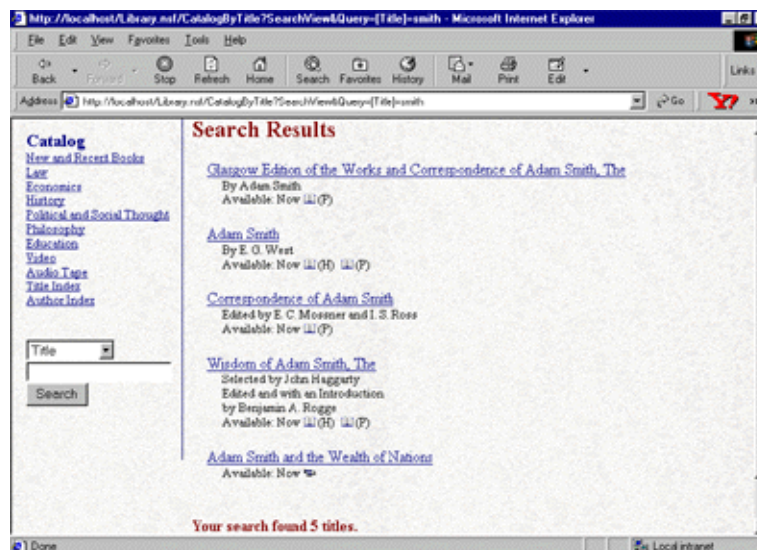 http://localhost/Library.nsf/CatalogByTitle?SearchView&Query=[Title]=smith - Microsoft Internet Explorer
File Edit View Favorites Tools Help
Back Forward Stop Refresh Home Search Favorites History Mail Print Edit Links
Address http://localhost/Library.nsf/CatalogByTitle?SearchView&Query=[Title]=smith Go
Catalog
New and Recent Books
Law
Economics
History
Political and Social Thought
Philosophy
Education
Video
Audio Tape
Title Index
Author Index
Title
Search
Search Results
Glasgow Edition of the Works and Correspondence of Adam Smith, The
By Adam Smith
Available: Now (P)
Adam Smith
By E. G. West
Available: Now (H) (P)
Correspondence of Adam Smith
Edited by E. C. Mossner and I. S. Ross
Available: Now (P)
Wisdom of Adam Smith, The
Selected by John Haggarty
Edited and with an Introduction
by Benjamin A. Rogge
Available: Now (H) (P)
Adam Smith and the Wealth of Nations
Available: Now
Your search found 5 titles.
Done Local intranet